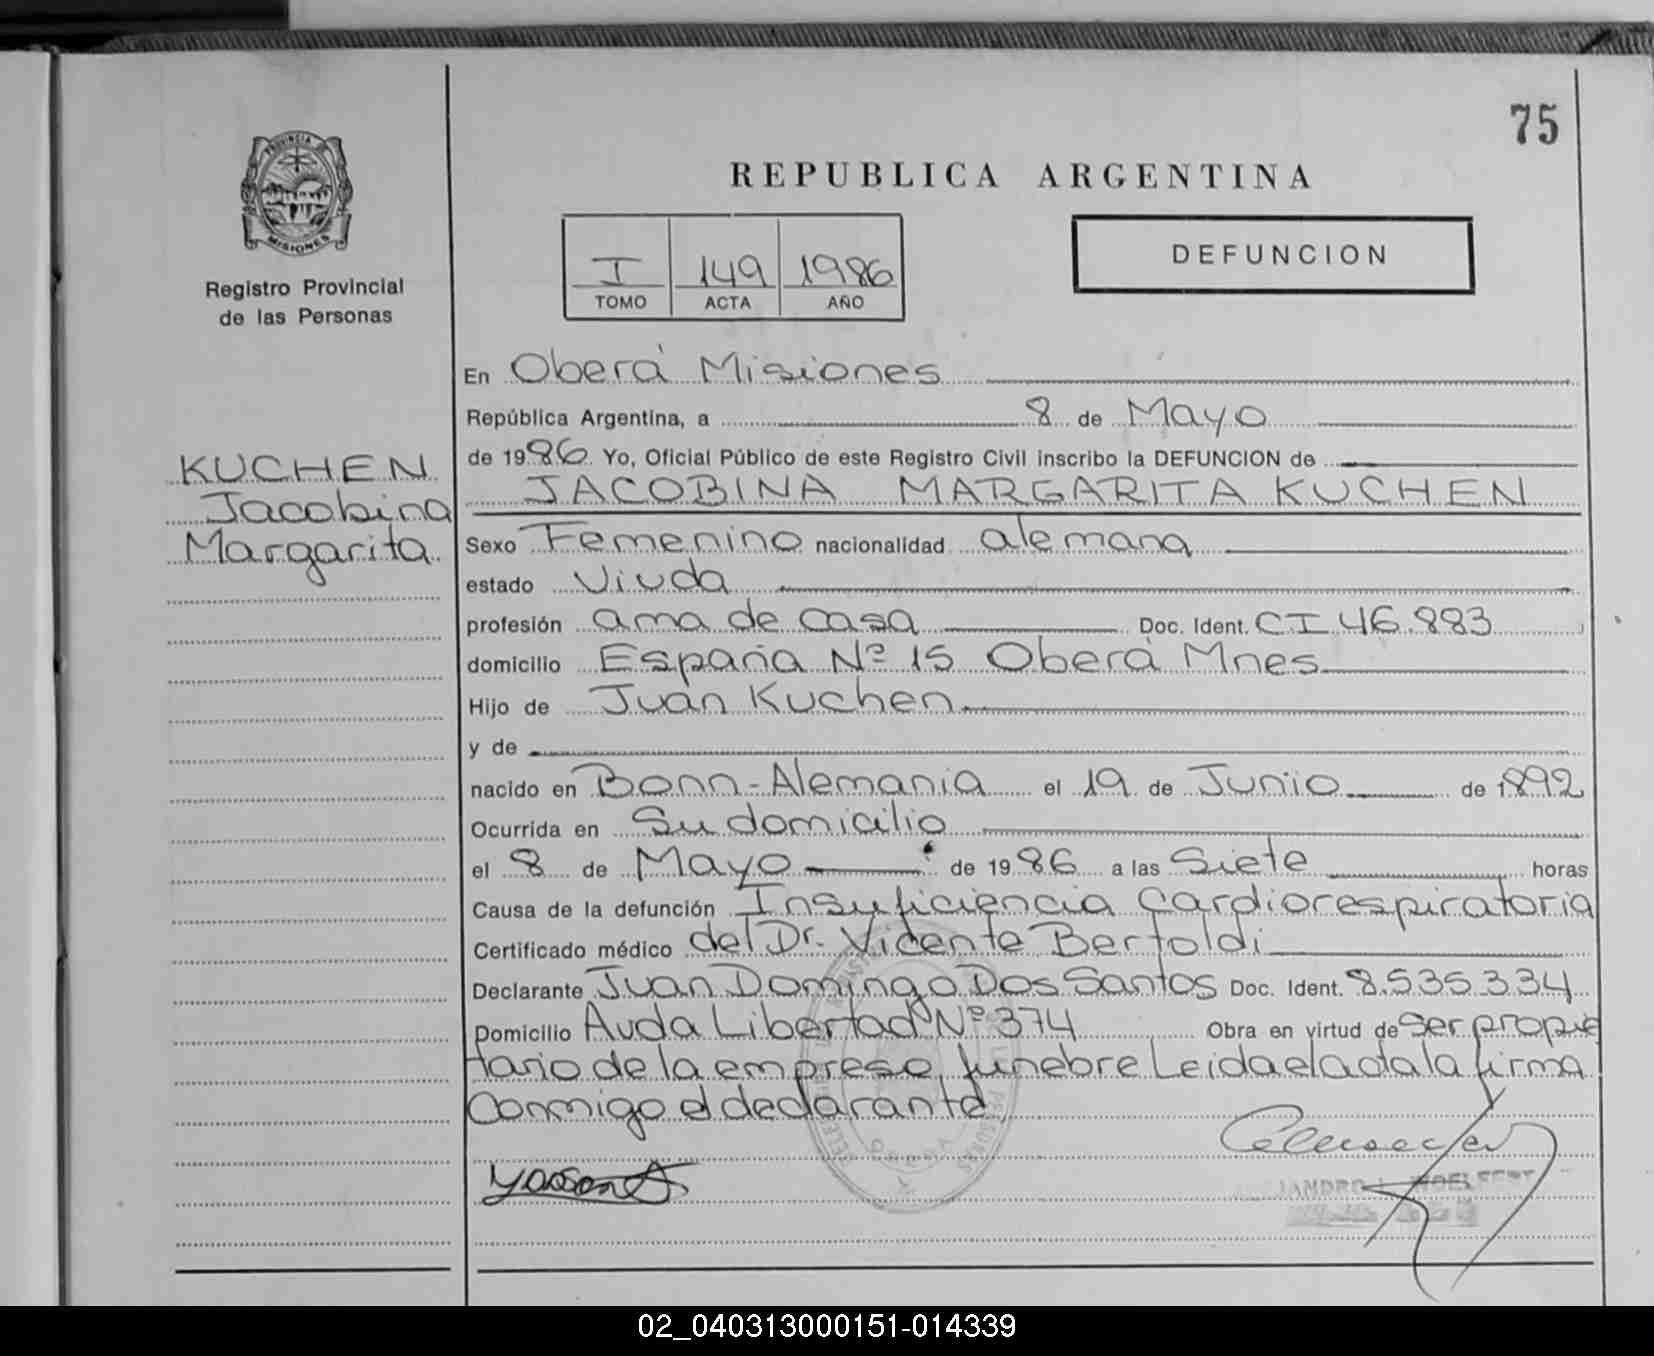 75
REPUBLICA ARGENTINA
PROVINCIA DE
MISIONES
Registro Provincial
de las Personas
I 149 1986
TOMO ACTA AÑO
DEFUNCION
KUCHEN
Jacobina
Margarita
En Oberá Misiones
República Argentina, a 8 de Mayo
de 1986 Yo, Oficial Público de este Registro Civil inscribo la DEFUNCION de
JACOBINA MARGARITA KUCHEN
Sexo Femenino nacionalidad alemana
estado Viuda
profesión ama de casa Doc. Ident. CI 46.883
domicilio España Nº 15 Oberá Mnes
Hijo de Juan Kuchen
y de
nacido en Bonn-Alemania el 19 de Junio de 1892
Ocurrida en Su domicilio
el 8 de Mayo de 1986 a las Siete horas
Causa de la defunción Insuficiencia Cardiorespiratoria
Certificado médico del Dr. Vicente Bertoldi
Declarante Juan Domingo Dos Santos Doc. Ident. 8.535.334
Domicilio Avda Libertad Nº 374 Obra en virtud de Ser propie
tario de la empresa fúnebre Leida el acta la firma
Conmigo el declarante
02_040313000151-014339